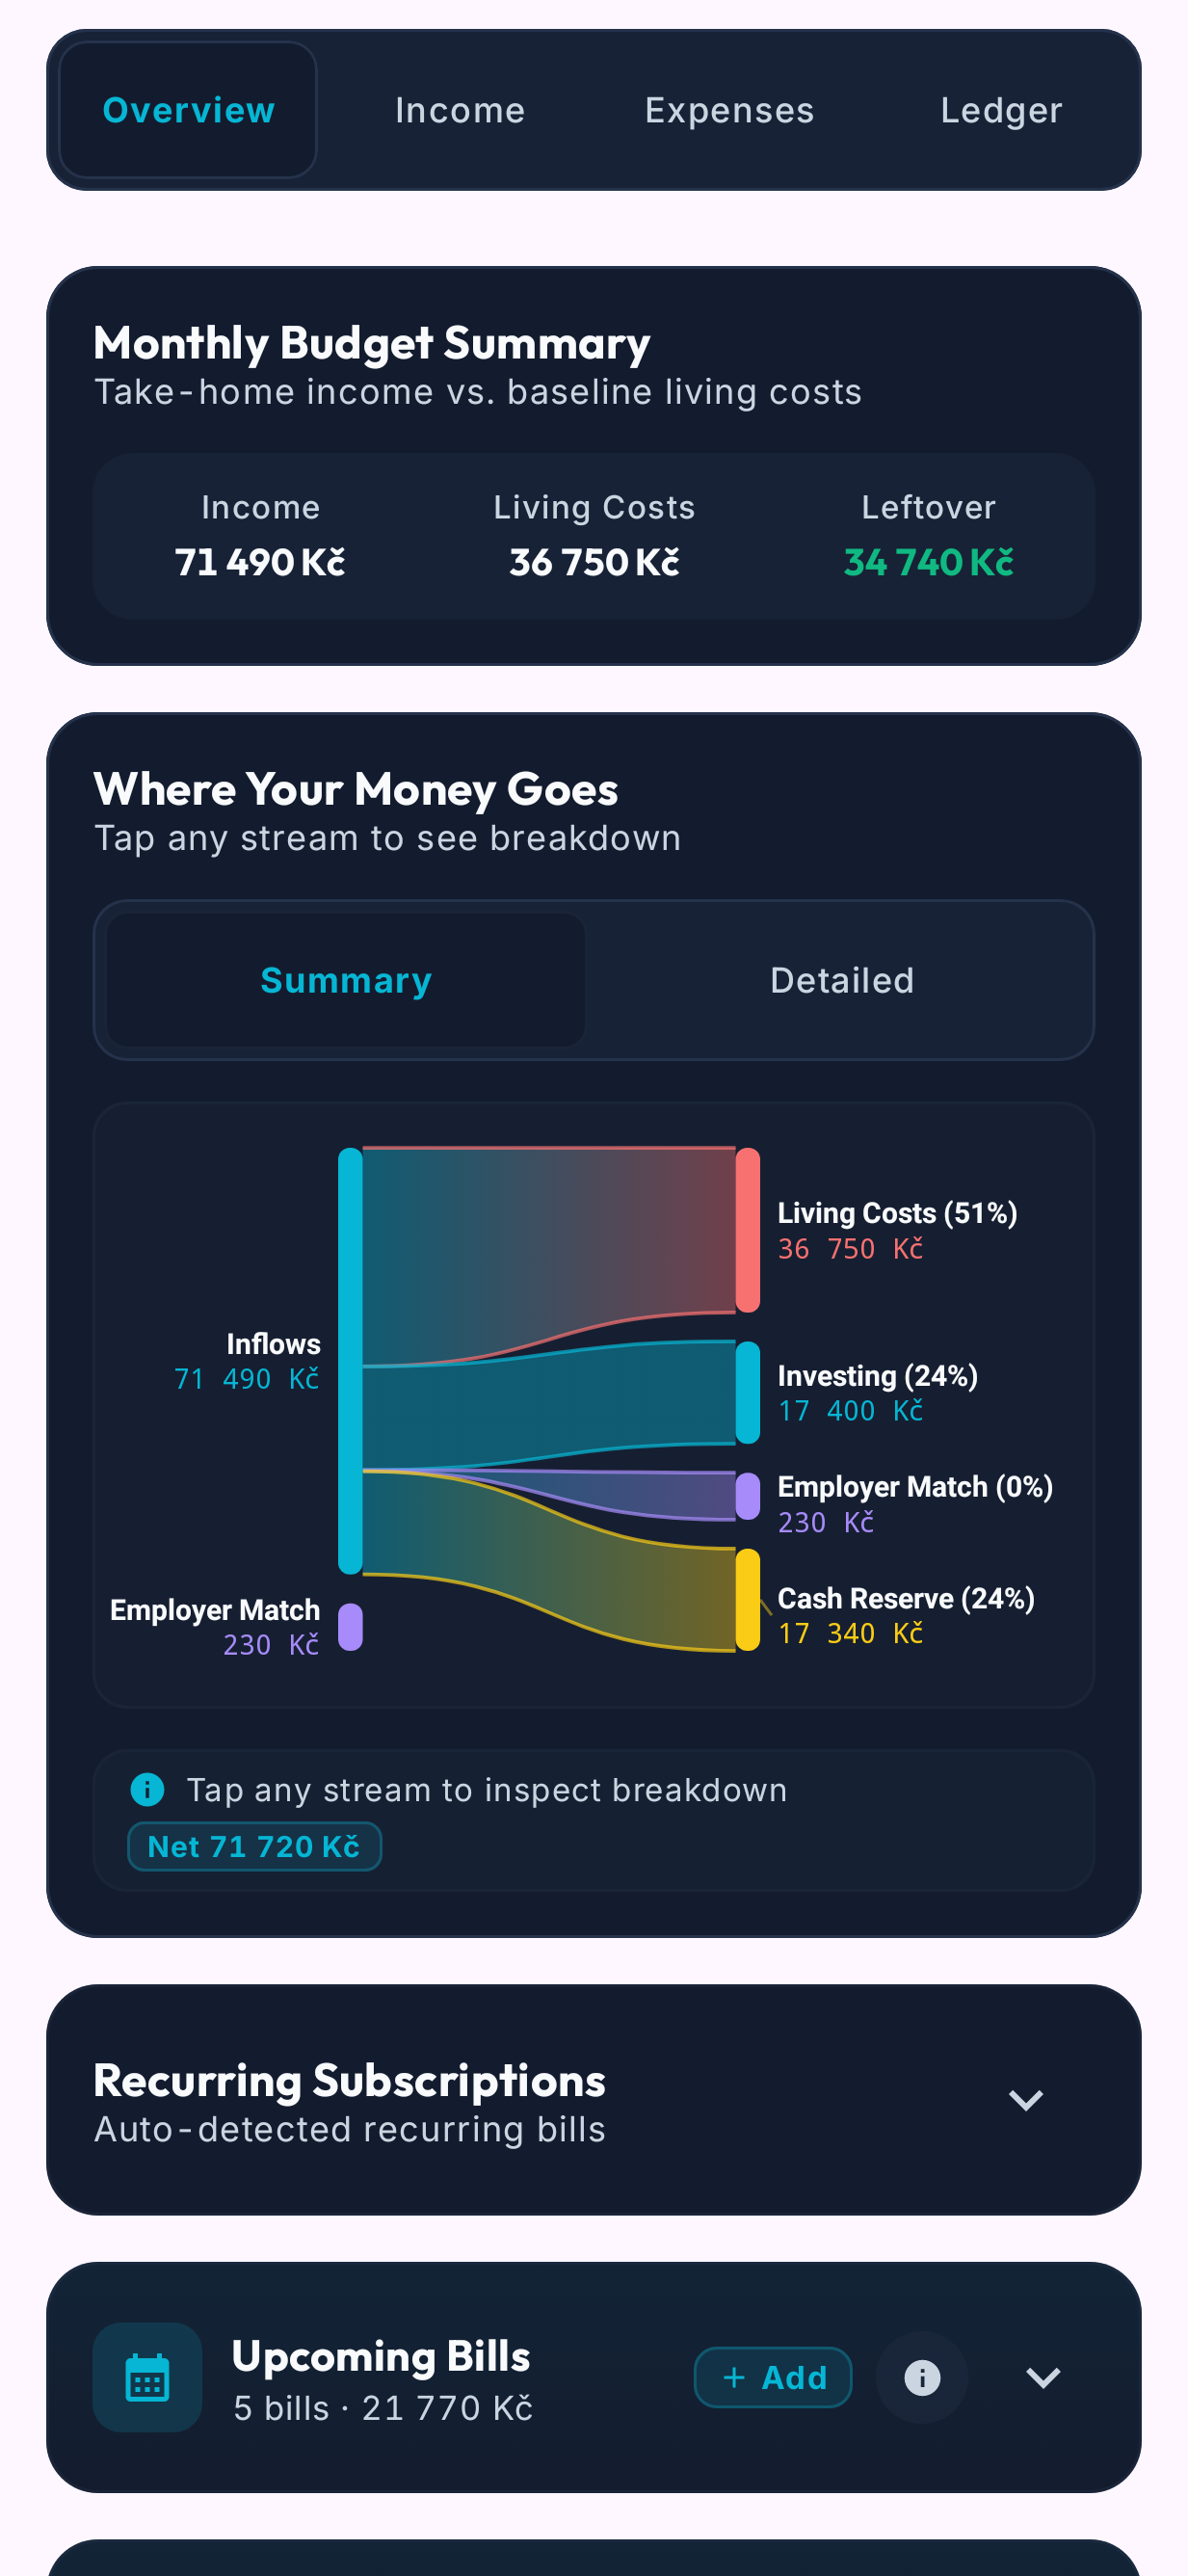 Overview
Income
Expenses
Ledger
Monthly Budget Summary
Take-home income vs. baseline living costs
Income
Living Costs
Leftover
71 490 Kč
36 750 Kč
34 740 Kč
Where Your Money Goes
Tap any stream to see breakdown
Summary
Detailed
Living Costs (51%)
36 750 Kč
Inflows
71 490 Kč
Investing (24%)
17 400 Kč
Employer Match (0%)
230 Kč
Cash Reserve (24%)
17 340 Kč
Employer Match
230 Kč
Tap any stream to inspect breakdown
Net 71 720 Kč
Recurring Subscriptions
Auto-detected recurring bills
Upcoming Bills
5 bills · 21 770 Kč
+ Add